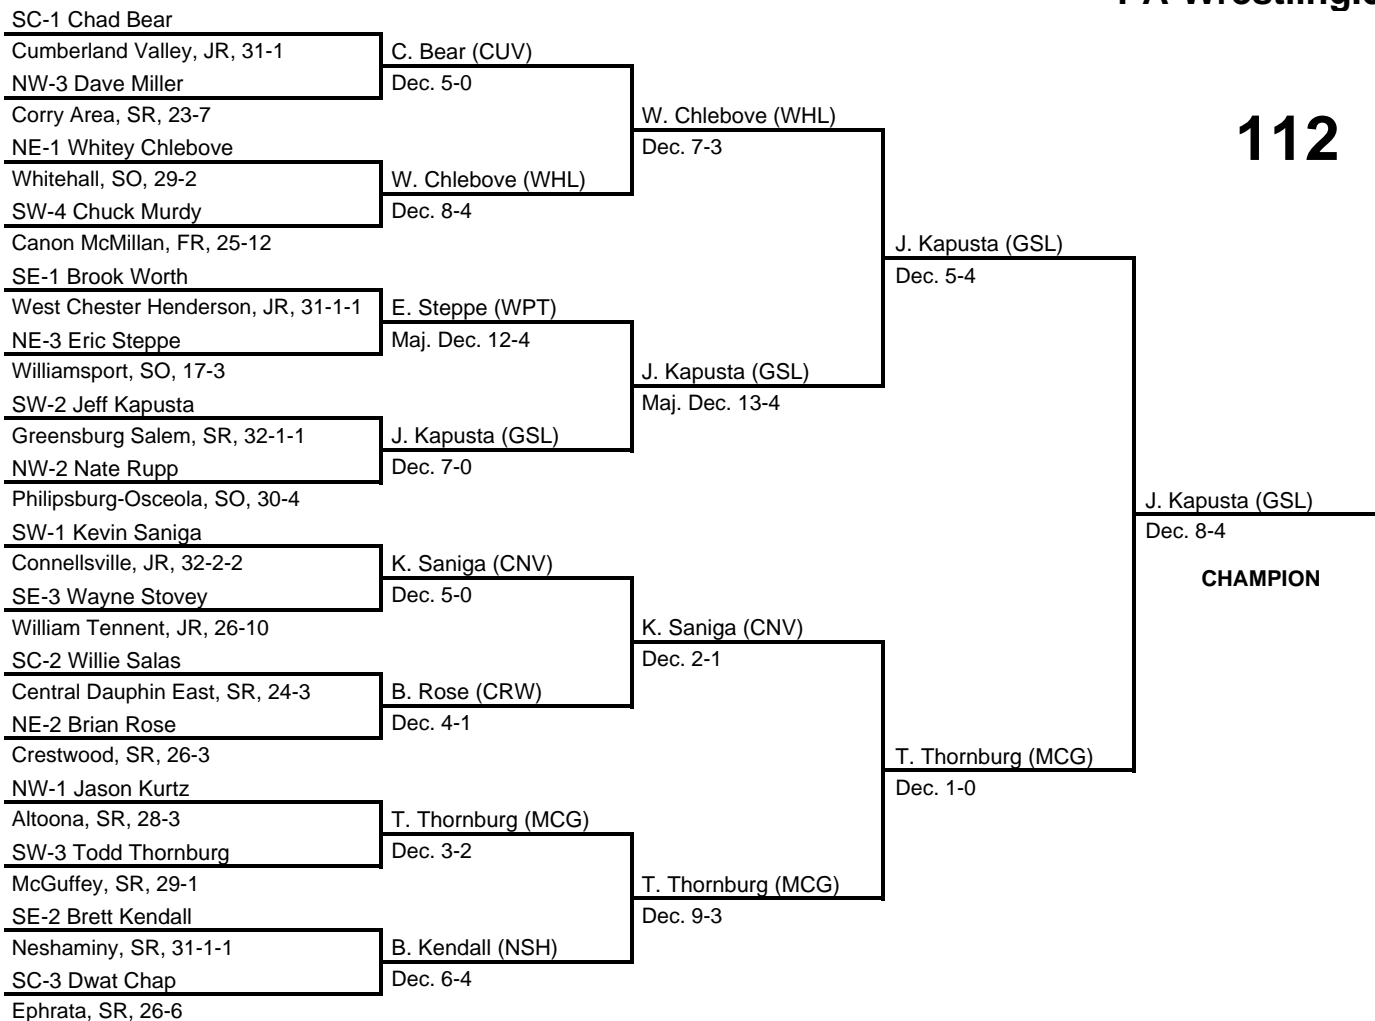 SC-1 Chad Bear
Cumberland Valley, JR, 31-1
NW-3 Dave Miller
Corry Area, SR, 23-7
NE-1 Whitey Chlebove
Whitehall, SO, 29-2
SW-4 Chuck Murdy
Canon McMillan, FR, 25-12
SE-1 Brook Worth
West Chester Henderson, JR, 31-1-1
NE-3 Eric Steppe
Williamsport, SO, 17-3
SW-2 Jeff Kapusta
Greensburg Salem, SR, 32-1-1
NW-2 Nate Rupp
Philipsburg-Osceola, SO, 30-4
SW-1 Kevin Saniga
Connellsville, JR, 32-2-2
SE-3 Wayne Stovey
William Tennent, JR, 26-10
SC-2 Willie Salas
Central Dauphin East, SR, 24-3
NE-2 Brian Rose
Crestwood, SR, 26-3
NW-1 Jason Kurtz
Altoona, SR, 28-3
SW-3 Todd Thornburg
McGuffey, SR, 29-1
SE-2 Brett Kendall
Neshaminy, SR, 31-1-1
SC-3 Dwat Chap
Ephrata, SR, 26-6
C. Bear (CUV)
Dec. 5-0
W. Chlebove (WHL)
Dec. 8-4
E. Steppe (WPT)
Maj. Dec. 12-4
J. Kapusta (GSL)
Dec. 7-0
K. Saniga (CNV)
Dec. 5-0
B. Rose (CRW)
Dec. 4-1
T. Thornburg (MCG)
Dec. 3-2
B. Kendall (NSH)
Dec. 6-4
W. Chlebove (WHL)
Dec. 7-3
J. Kapusta (GSL)
Maj. Dec. 13-4
K. Saniga (CNV)
Dec. 2-1
T. Thornburg (MCG)
Dec. 9-3
J. Kapusta (GSL)
Dec. 5-4
T. Thornburg (MCG)
Dec. 1-0
112
J. Kapusta (GSL)
Dec. 8-4
CHAMPION